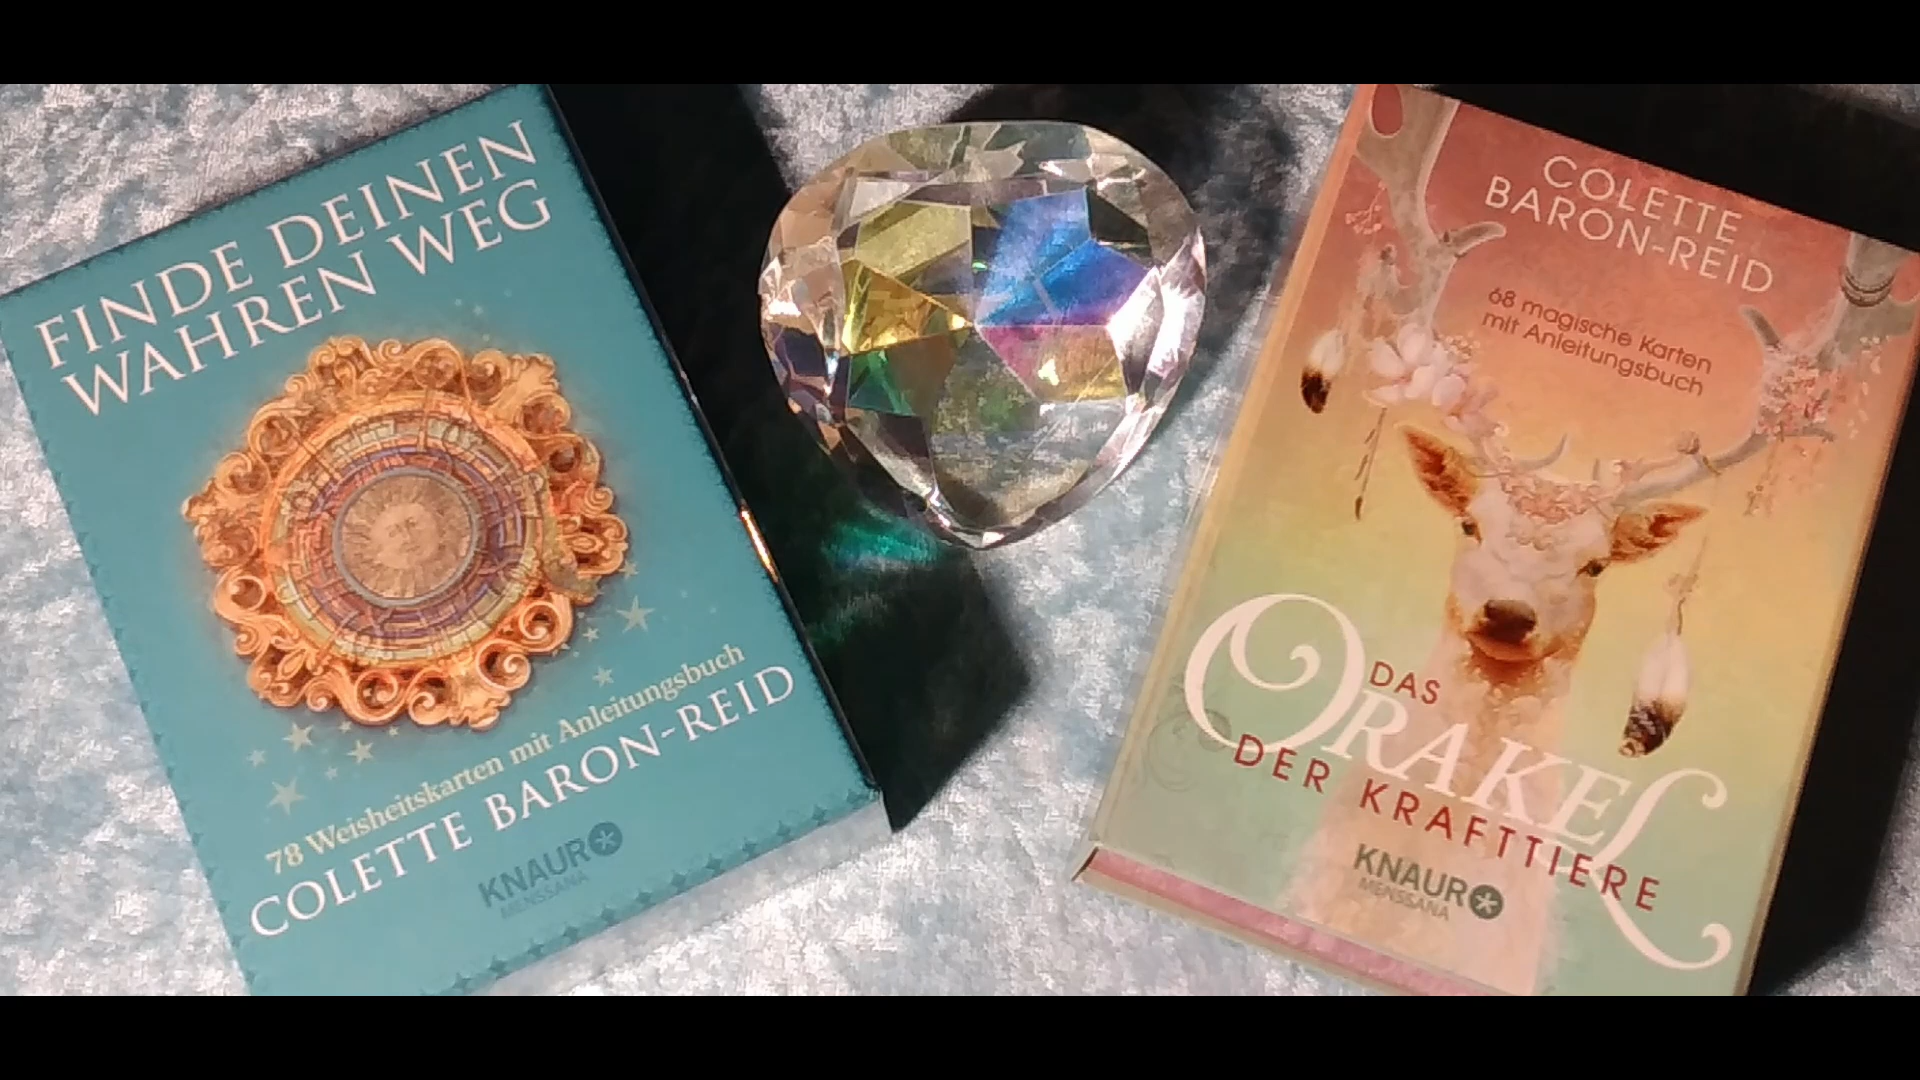 FINDE DEINEN
WAHREN WEG
78 Weisheitskarten mit Anleitungsbuch
COLETTE BARON-REID
KNAUR*
MENSSANA
COLETTE
BARON-REID
68 magische Karten
mit Anleitungsbuch
DAS
ORAKEL
DER KRAFTTIERE
KNAUR*
MENSSANA